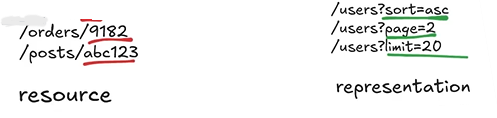 /orders/9182
/posts/abc123
resource
/users?sort=asc
/users?page=2
/users?limit=20
representation